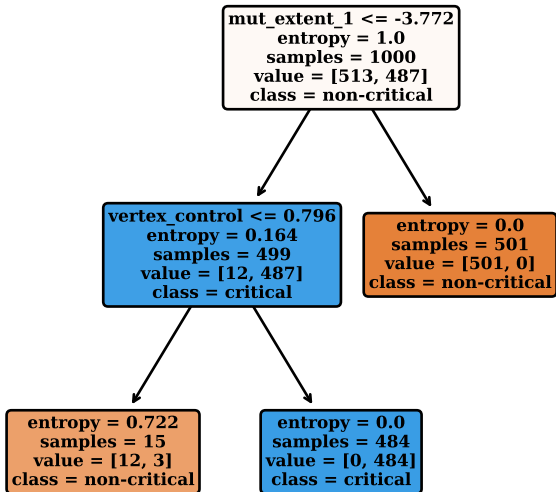 mut_extent_1 <= -3.772
entropy = 1.0
samples = 1000
value = [513, 487]
class = non-critical
vertex_control <= 0.796
entropy = 0.164
samples = 499
value = [12, 487]
class = critical
entropy = 0.0
samples = 501
value = [501, 0]
class = non-critical
entropy = 0.722
samples = 15
value = [12, 3]
class = non-critical
entropy = 0.0
samples = 484
value = [0, 484]
class = critical